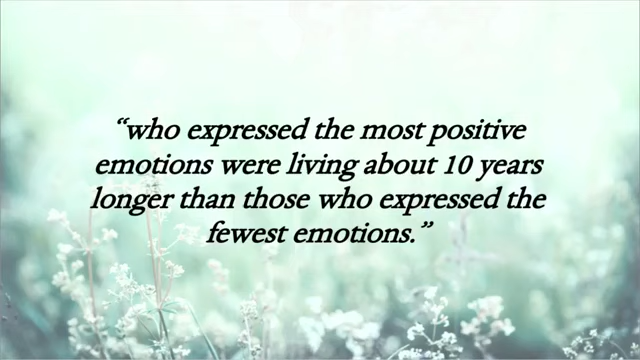 “who expressed the most positive
emotions were living about 10 years
longer than those who expressed the
fewest emotions.”